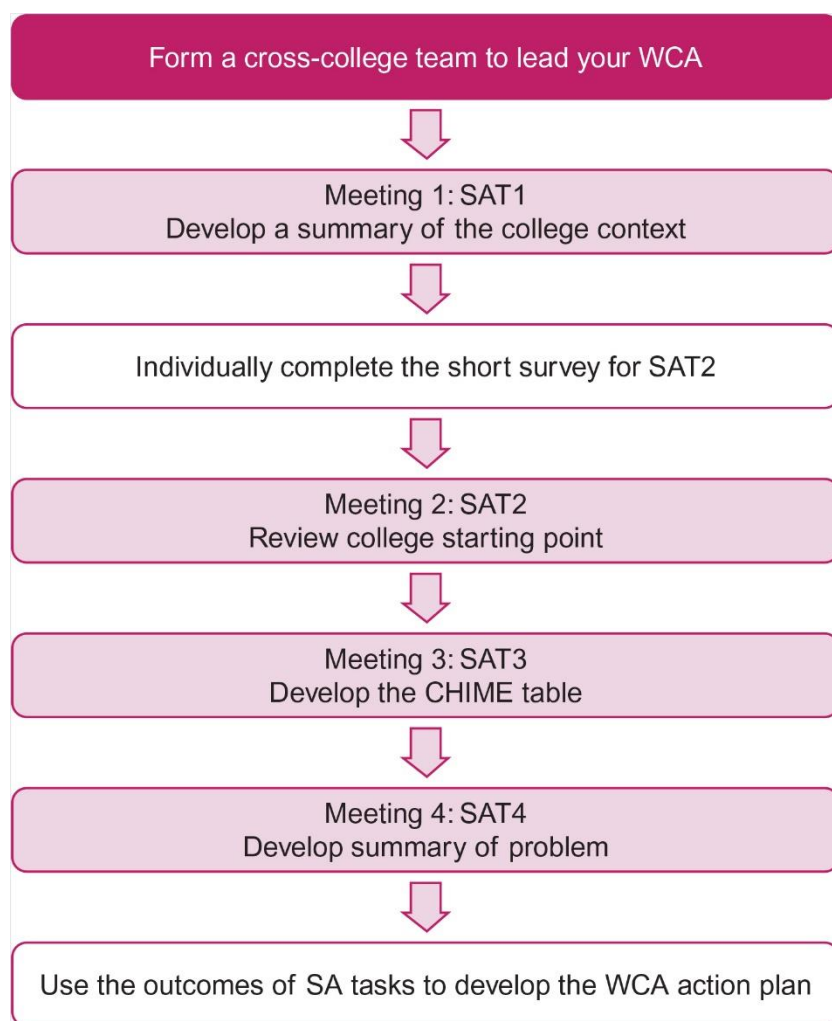 Form a cross-college team to lead your WCA
Meeting 1: SAT1
Develop a summary of the college context
Individually complete the short survey for SAT2
Meeting 2: SAT2
Review college starting point
Meeting 3: SAT3
Develop the CHIME table
Meeting 4: SAT4
Develop summary of problem
Use the outcomes of SA tasks to develop the WCA action plan